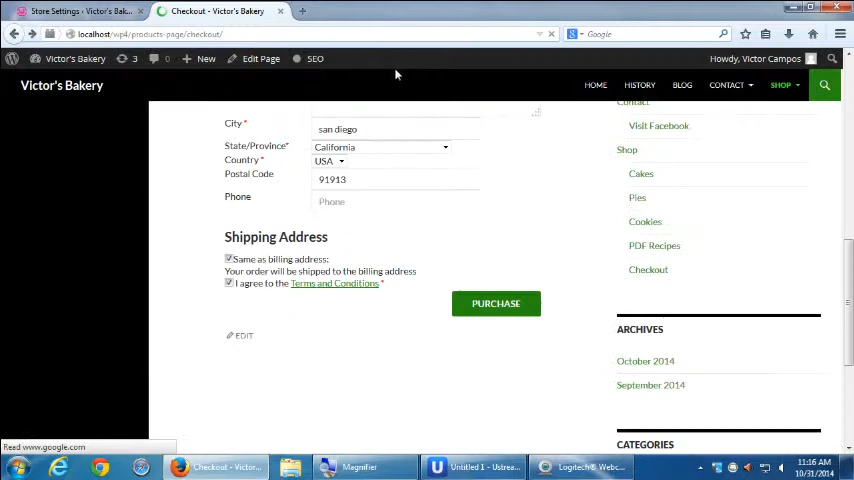 Store Settings ‹ Victor's Bak...
Checkout - Victor's Bakery
localhost/wp4/products-page/checkout/
Google
Victor's Bakery
3
0
New
Edit Page
SEO
Howdy, Victor Campos
Victor's Bakery
HOME
HISTORY
BLOG
CONTACT
SHOP
City *
san diego
State/Province*
California
Country *
USA
Postal Code
91913
Phone
Phone
Shipping Address
Same as billing address:
Your order will be shipped to the billing address
I agree to the Terms and Conditions *
PURCHASE
EDIT
Contact
Visit Facebook
Shop
Cakes
Pies
Cookies
PDF Recipes
Checkout
ARCHIVES
October 2014
September 2014
CATEGORIES
Read www.google.com
Checkout - Victor...
Magnifier
Untitled 1 - Ustrea...
Logitech® Webc...
11:16 AM
10/31/2014